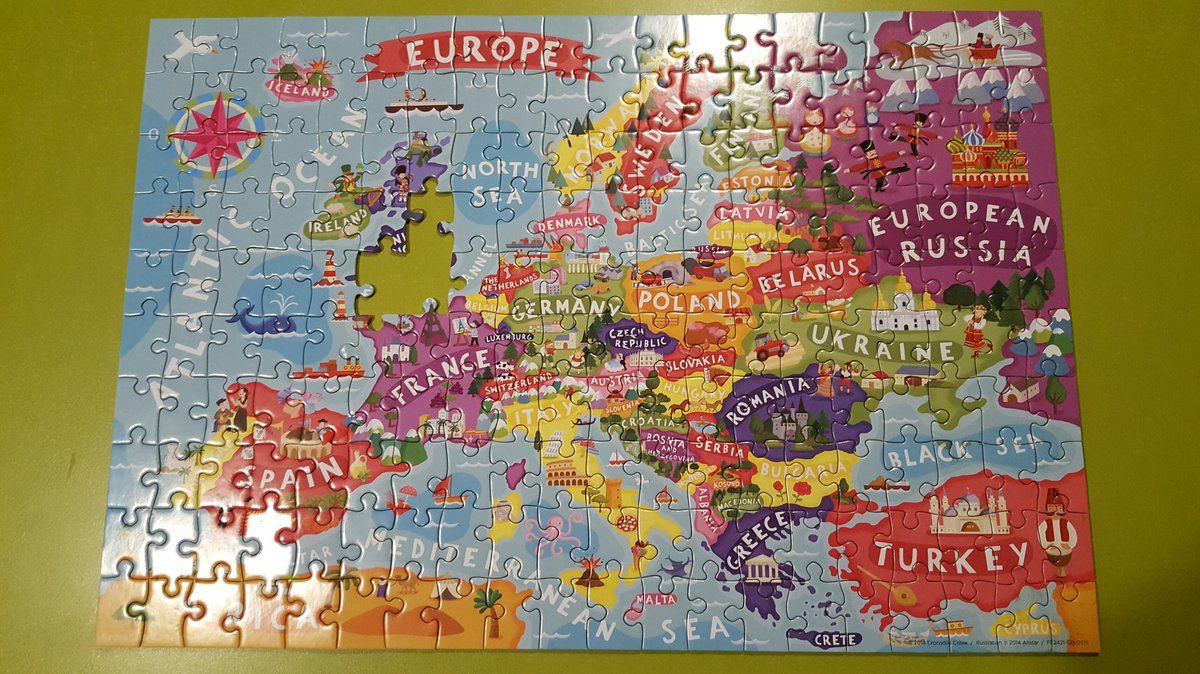 EUROPE
ICELAND
ATLANTIC OCEAN
NORTH
SEA
NORWAY
SWEDEN
FINLAND
ESTONIA
LATVIA
LITHUANIA
RUSSIA
EUROPEAN
RUSSIA
IRELAND
DENMARK
BALTIC SEA
THE
NETHERLANDS
BELGIUM
GERMANY
POLAND
BELARUS
UKRAINE
LUXEMBURG
CZECH
REPUBLIC
FRANCE
SLOVAKIA
SWITZERLAND
AUSTRIA
HUNGARY
ROMANIA
ITALY
SLOVENIA
CROATIA
BOSNIA
AND
HERZEGOVINA
SERBIA
BLACK SEA
SPAIN
BULGARIA
KOSOVO
MACEDONIA
ALBANIA
GREECE
TURKEY
MEDITERRANEAN SEA
MALTA
CRETE
CYPRUS
© 2014 Crocodile Creek / Illustration © 2014 Allstar /